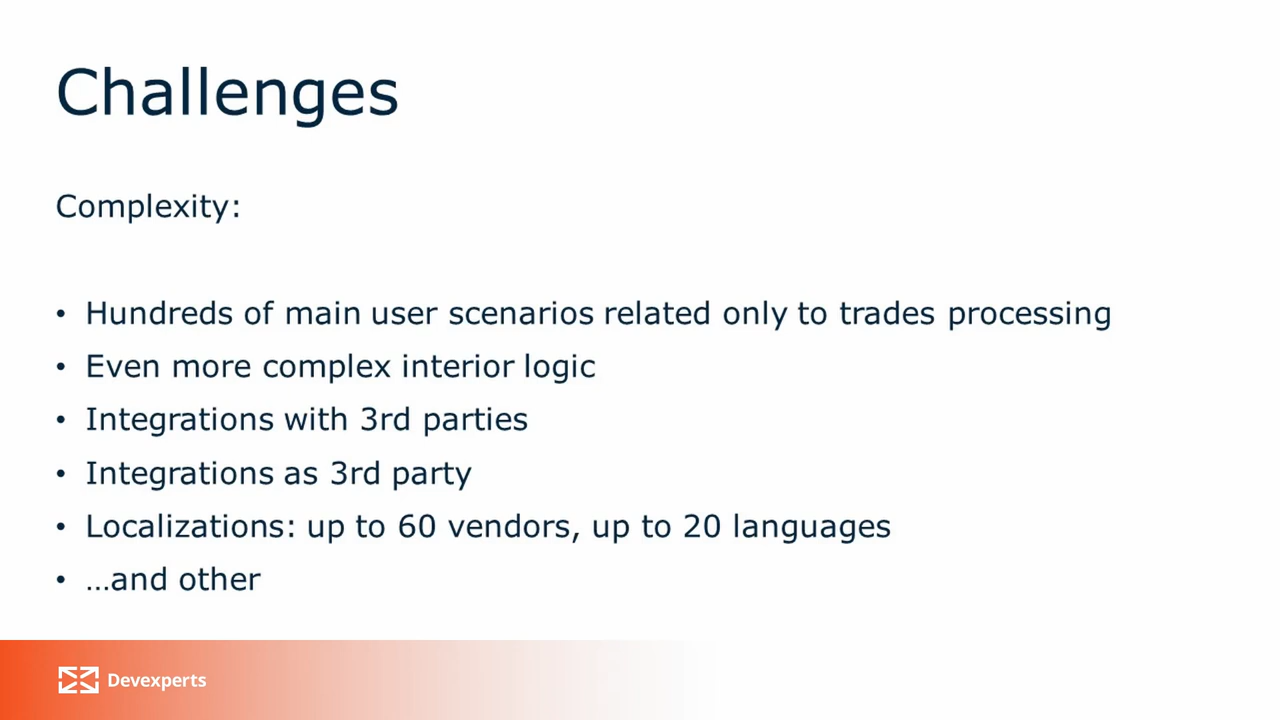 Challenges
Complexity:
• Hundreds of main user scenarios related only to trades processing
• Even more complex interior logic
• Integrations with 3rd parties
• Integrations as 3rd party
• Localizations: up to 60 vendors, up to 20 languages
• …and other
Devexperts